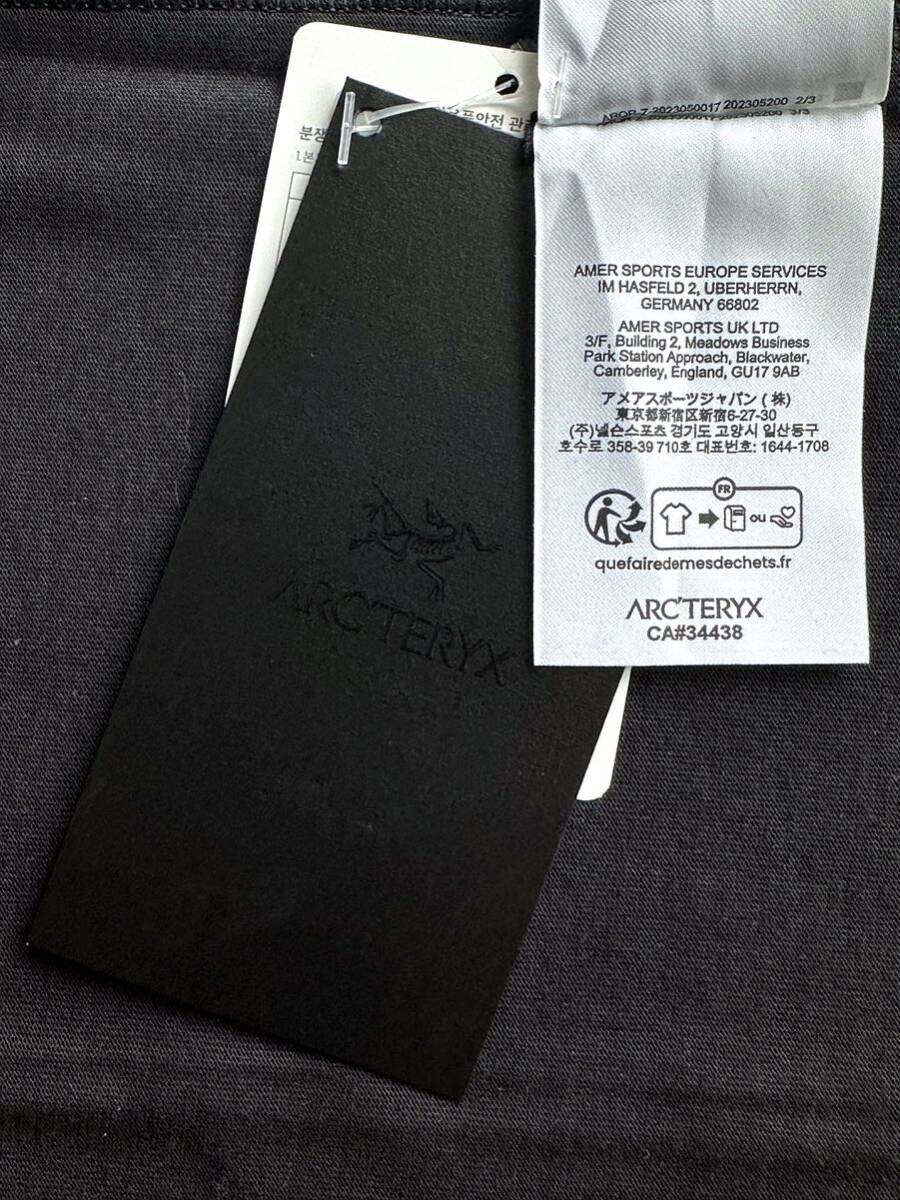 분쟁
2023050017 202305200 2/3
3/3
AMER SPORTS EUROPE SERVICES
IM HASFELD 2, UBERHERRN,
GERMANY 66802
AMER SPORTS UK LTD
3/F, Building 2, Meadows Business
Park Station Approach, Blackwater,
Camberley, England, GU17 9AB
アメアスポーツジャパン (株)
東京都新宿区新宿6-27-30
(주)넬슨스포츠 경기도 고양시 일산동구
호수로 358-39 710호 대표번호: 1644-1708
FR
ou
quefairedemesdechets.fr
ARC'TERYX
CA#34438
ARC'TERYX